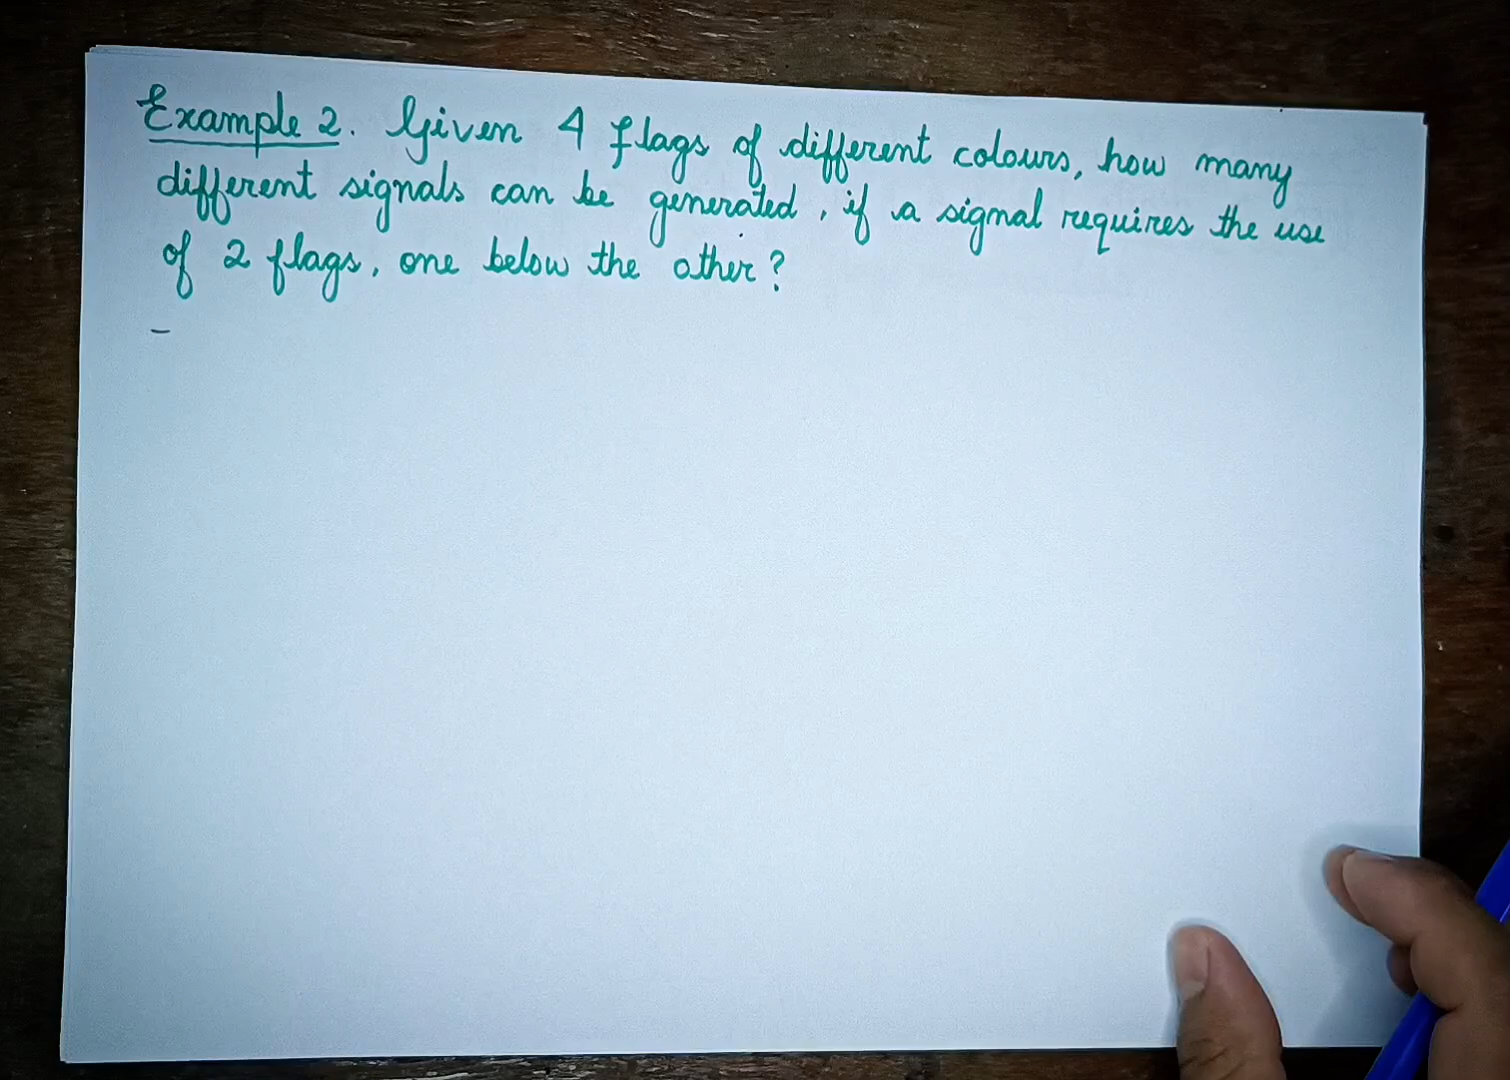 Example 2. Given 4 flags of different colours, how many
different signals can be generated, if a signal requires the use
of 2 flags, one below the other?